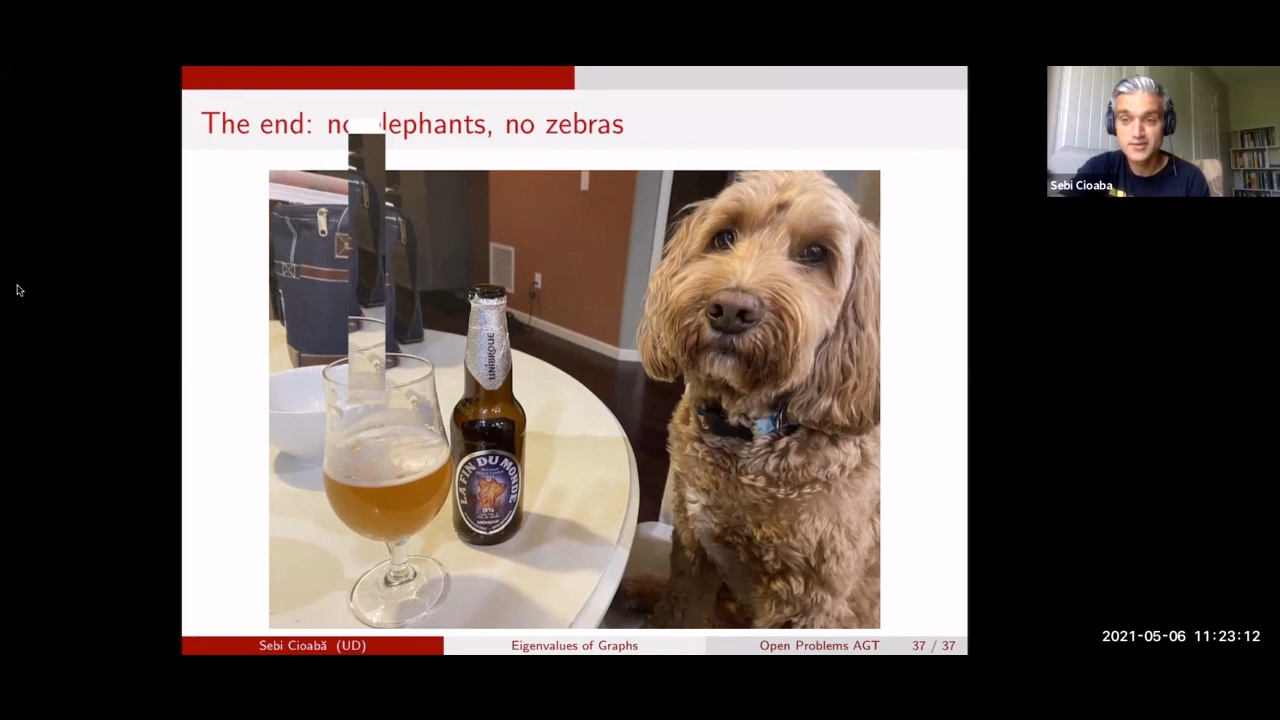 The end: no elephants, no zebras
Sebi Cioaba
UNIBROUE
LA FIN DU MONDE
9%
Sebi Cioabă (UD)
Eigenvalues of Graphs
Open Problems AGT
37 / 37
2021-05-06 11:23:12